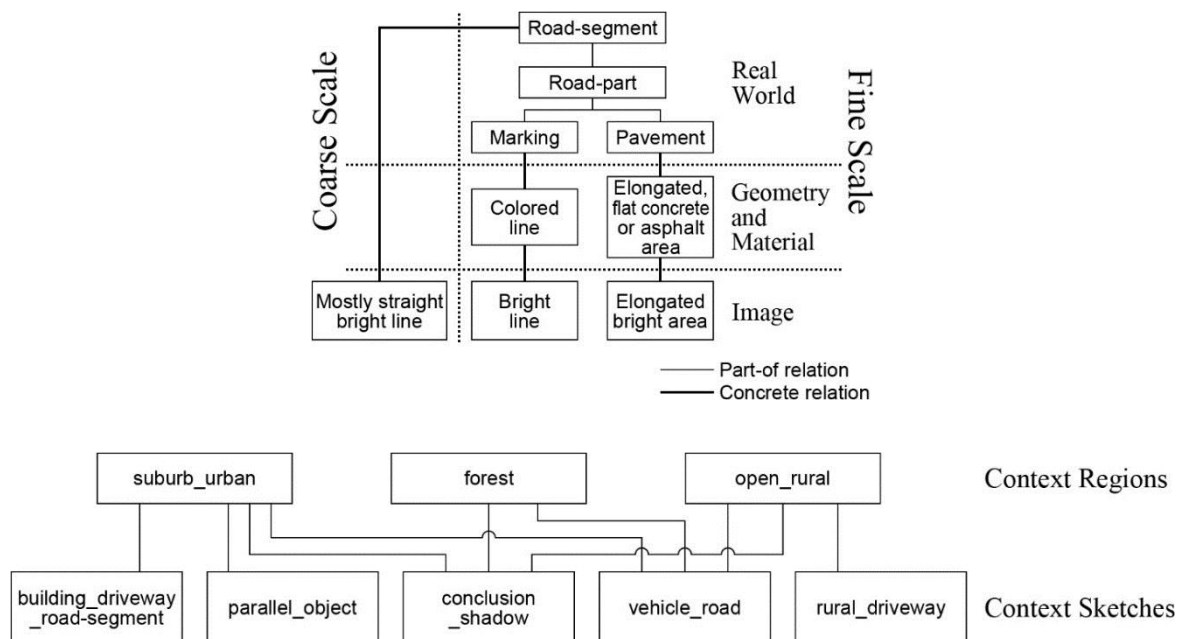 Coarse Scale
Road-segment
Road-part
Real
World
Fine Scale
Marking
Pavement
Colored
line
Elongated,
flat concrete
or asphalt
area
Geometry
and
Material
Mostly straight
bright line
Bright
line
Elongated
bright area
Image
Part-of relation
Concrete relation
suburb_urban
forest
open_rural
Context Regions
building_driveway
_road-segment
parallel_object
conclusion
_shadow
vehicle_road
rural_driveway
Context Sketches